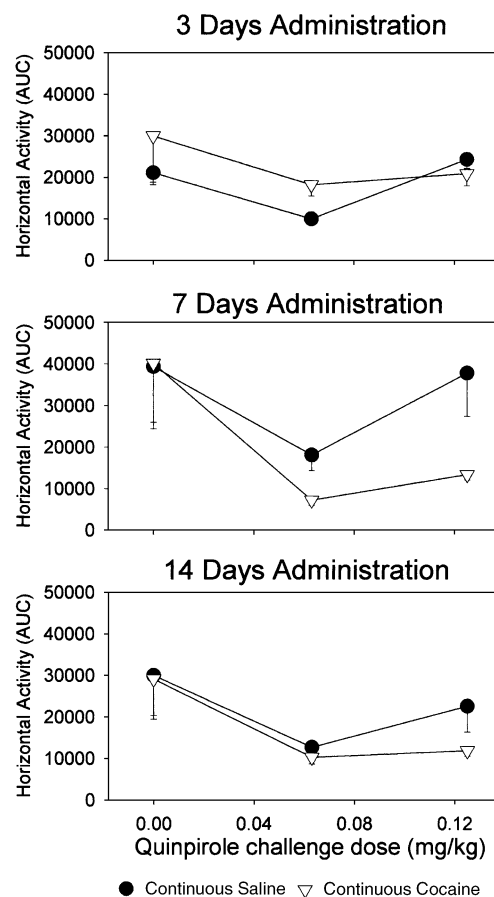 3 Days Administration
Horizontal Activity (AUC)
50000
40000
30000
20000
10000
0
7 Days Administration
Horizontal Activity (AUC)
50000
40000
30000
20000
10000
0
14 Days Administration
Horizontal Activity (AUC)
50000
40000
30000
20000
10000
0
0.00 0.04 0.08 0.12
Quinpirole challenge dose (mg/kg)
Continuous Saline Continuous Cocaine